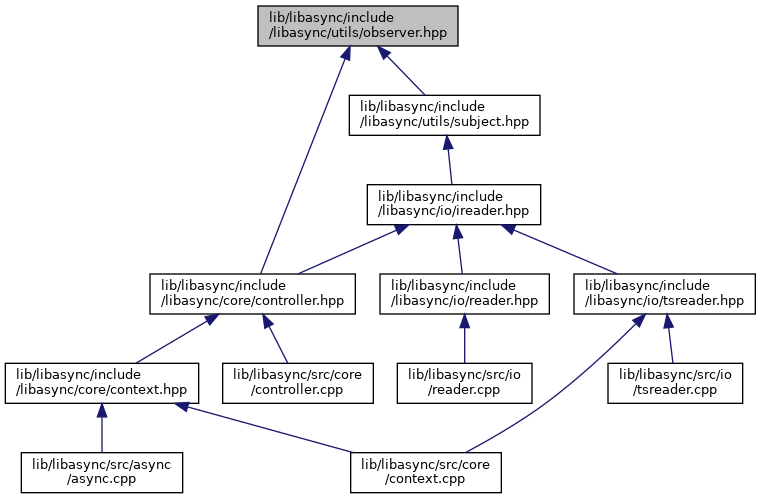 lib/libasync/include
/libasync/utils/observer.hpp
lib/libasync/include
/libasync/utils/subject.hpp
lib/libasync/include
/libasync/io/ireader.hpp
lib/libasync/include
/libasync/core/controller.hpp
lib/libasync/include
/libasync/io/reader.hpp
lib/libasync/include
/libasync/io/tsreader.hpp
lib/libasync/include
/libasync/core/context.hpp
lib/libasync/src/core
/controller.cpp
lib/libasync/src/io
/reader.cpp
lib/libasync/src/io
/tsreader.cpp
lib/libasync/src/async
/async.cpp
lib/libasync/src/core
/context.cpp